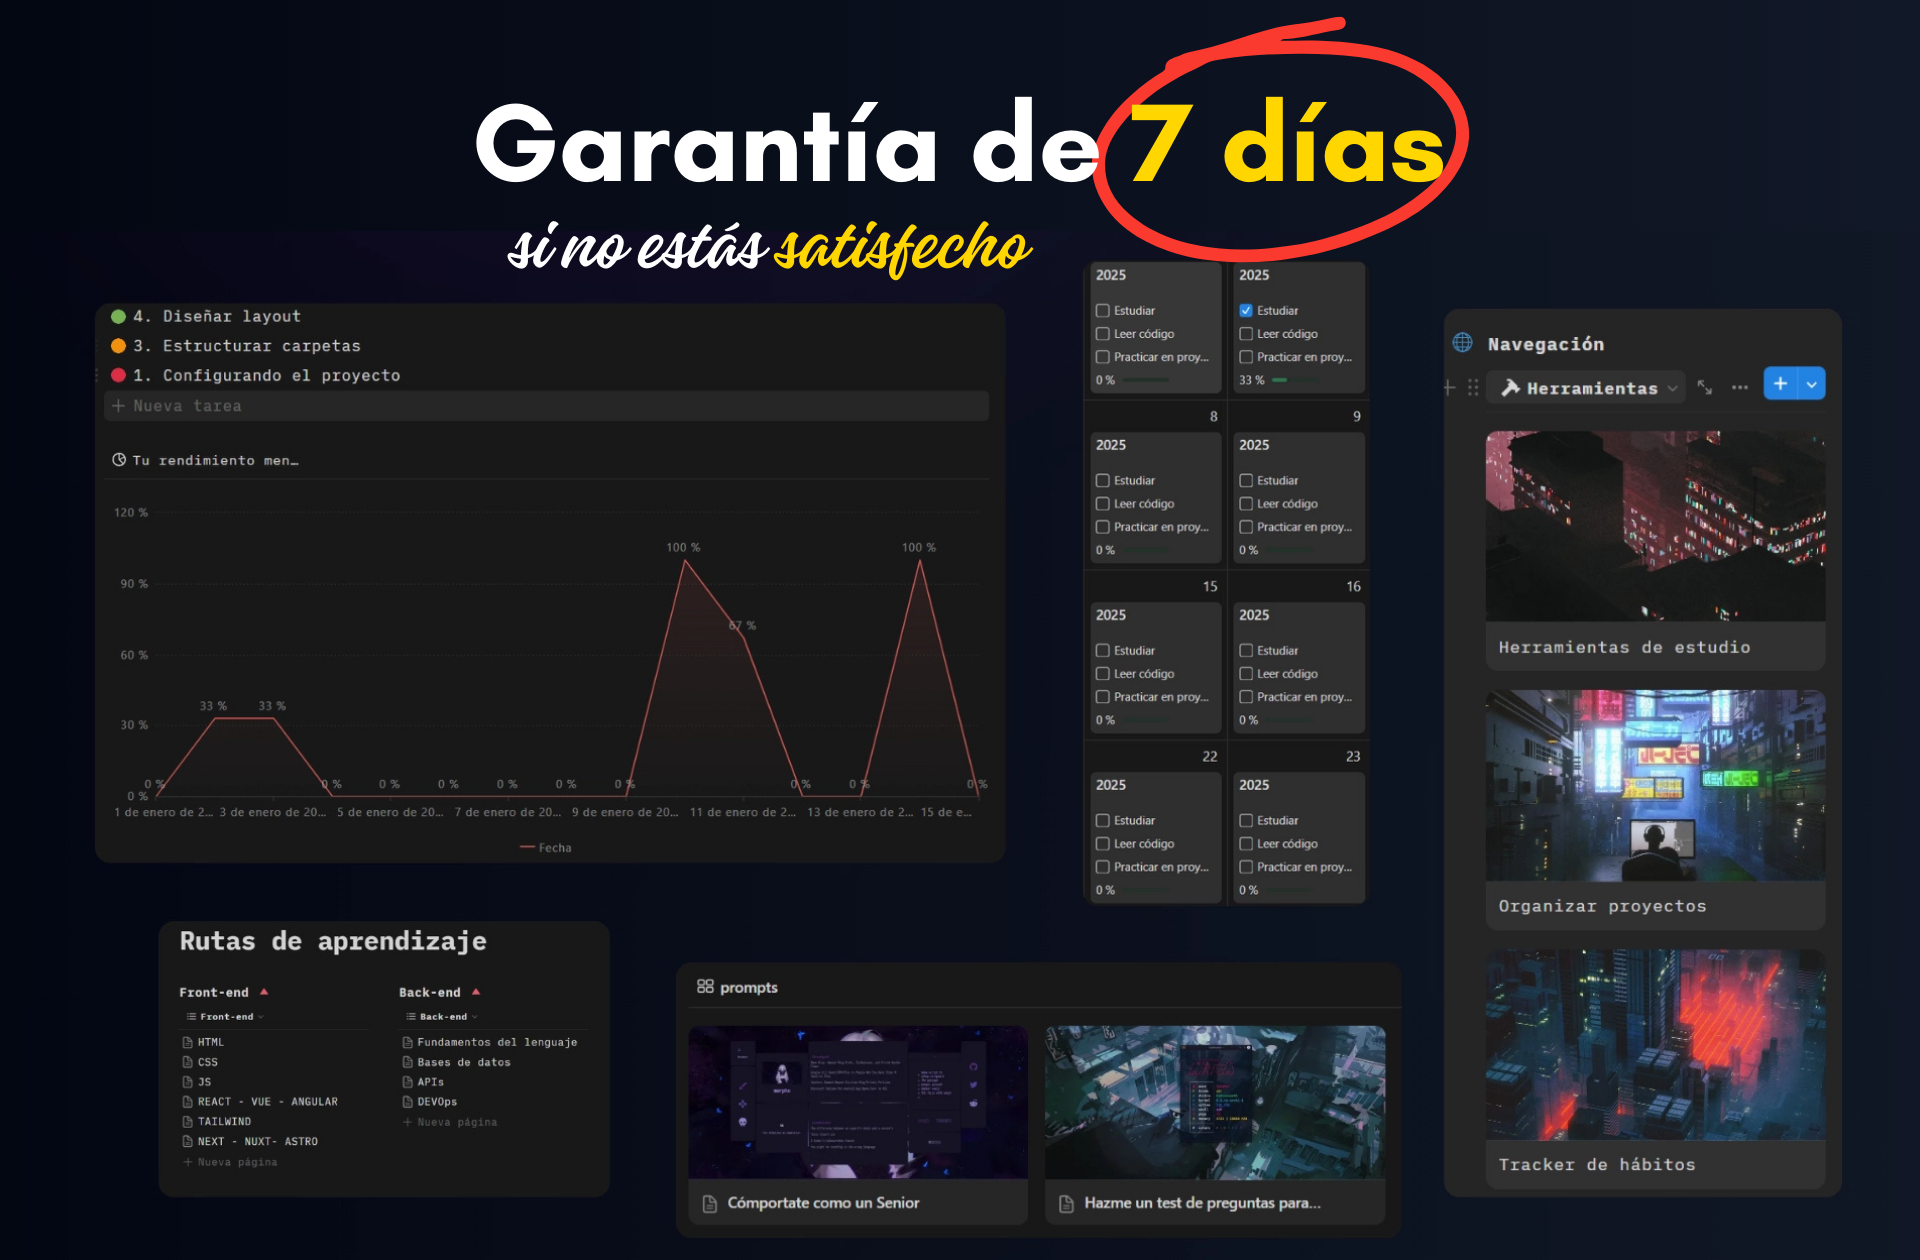 Garantía de 7 días
si no estás satisfecho
4. Diseñar layout
3. Estructurar carpetas
1. Configurando el proyecto
+ Nueva tarea
Tu rendimiento men…
120 %
90 %
60 %
30 %
0 %
0 %
33 %
33 %
0 %
0 %
0 %
0 %
0 %
0 %
100 %
67 %
0 %
0 %
100 %
0 %
1 de enero de 2…
3 de enero de 20…
5 de enero de 20…
7 de enero de 20…
9 de enero de 20…
11 de enero de 2…
13 de enero de 2…
15 de e…
Fecha
2025
Estudiar
Leer código
Practicar en proy…
0 %
2025
Estudiar
Leer código
Practicar en proy…
33 %
8
2025
Estudiar
Leer código
Practicar en proy…
0 %
9
2025
Estudiar
Leer código
Practicar en proy…
0 %
15
2025
Estudiar
Leer código
Practicar en proy…
0 %
16
2025
Estudiar
Leer código
Practicar en proy…
0 %
22
2025
Estudiar
Leer código
Practicar en proy…
0 %
23
2025
Estudiar
Leer código
Practicar en proy…
0 %
Navegación
Herramientas
Herramientas de estudio
Organizar proyectos
Tracker de hábitos
Rutas de aprendizaje
Front-end
Front-end
HTML
CSS
JS
REACT - VUE - ANGULAR
TAILWIND
NEXT - NUXT- ASTRO
+ Nueva página
Back-end
Back-end
Fundamentos del lenguaje
Bases de datos
APIs
DEVOps
+ Nueva página
prompts
Cómportate como un Senior
Hazme un test de preguntas para…